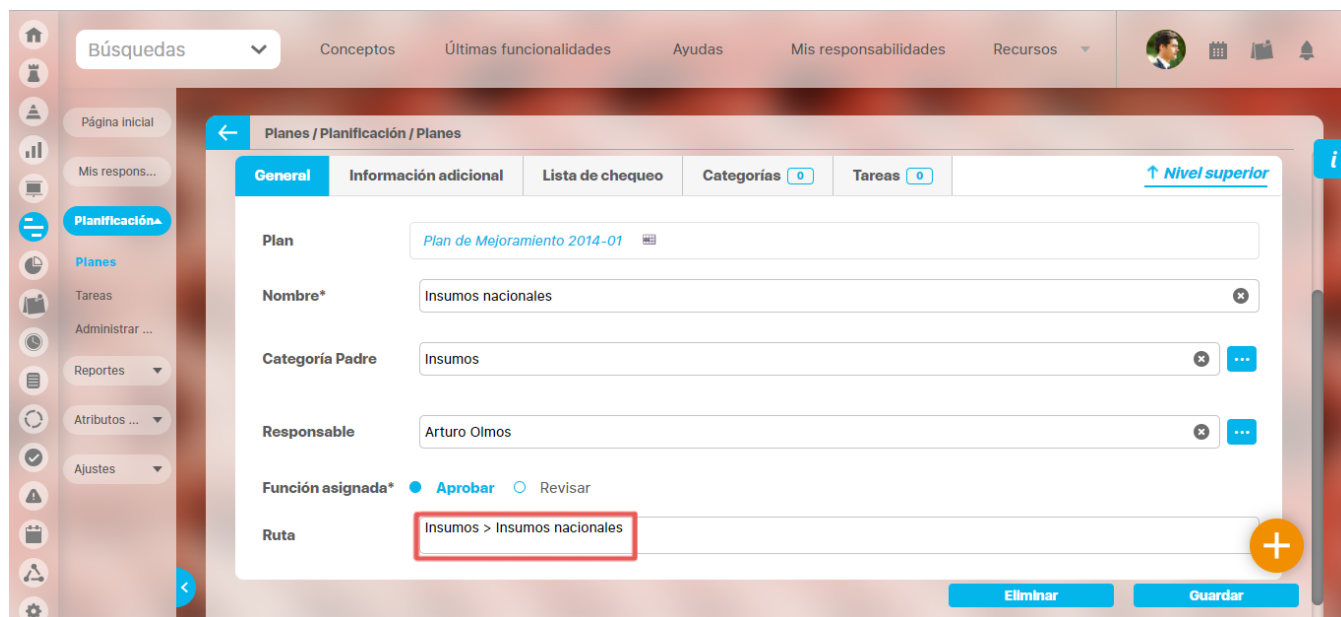 Búsquedas
Conceptos
Últimas funcionalidades
Ayudas
Mis responsabilidades
Recursos
Página inicial
Mis respons...
Planificación
Planes
Tareas
Administrar ...
Reportes
Atributos ...
Ajustes
Planes / Planificación / Planes
General
Información adicional
Lista de chequeo
Categorías 0
Tareas 0
↑ Nivel superior
i
Plan
Plan de Mejoramiento 2014-01
Nombre*
Insumos nacionales
Categoría Padre
Insumos
...
Responsable
Arturo Olmos
...
Función asignada*
Aprobar
Revisar
Ruta
Insumos > Insumos nacionales
+
Eliminar
Guardar